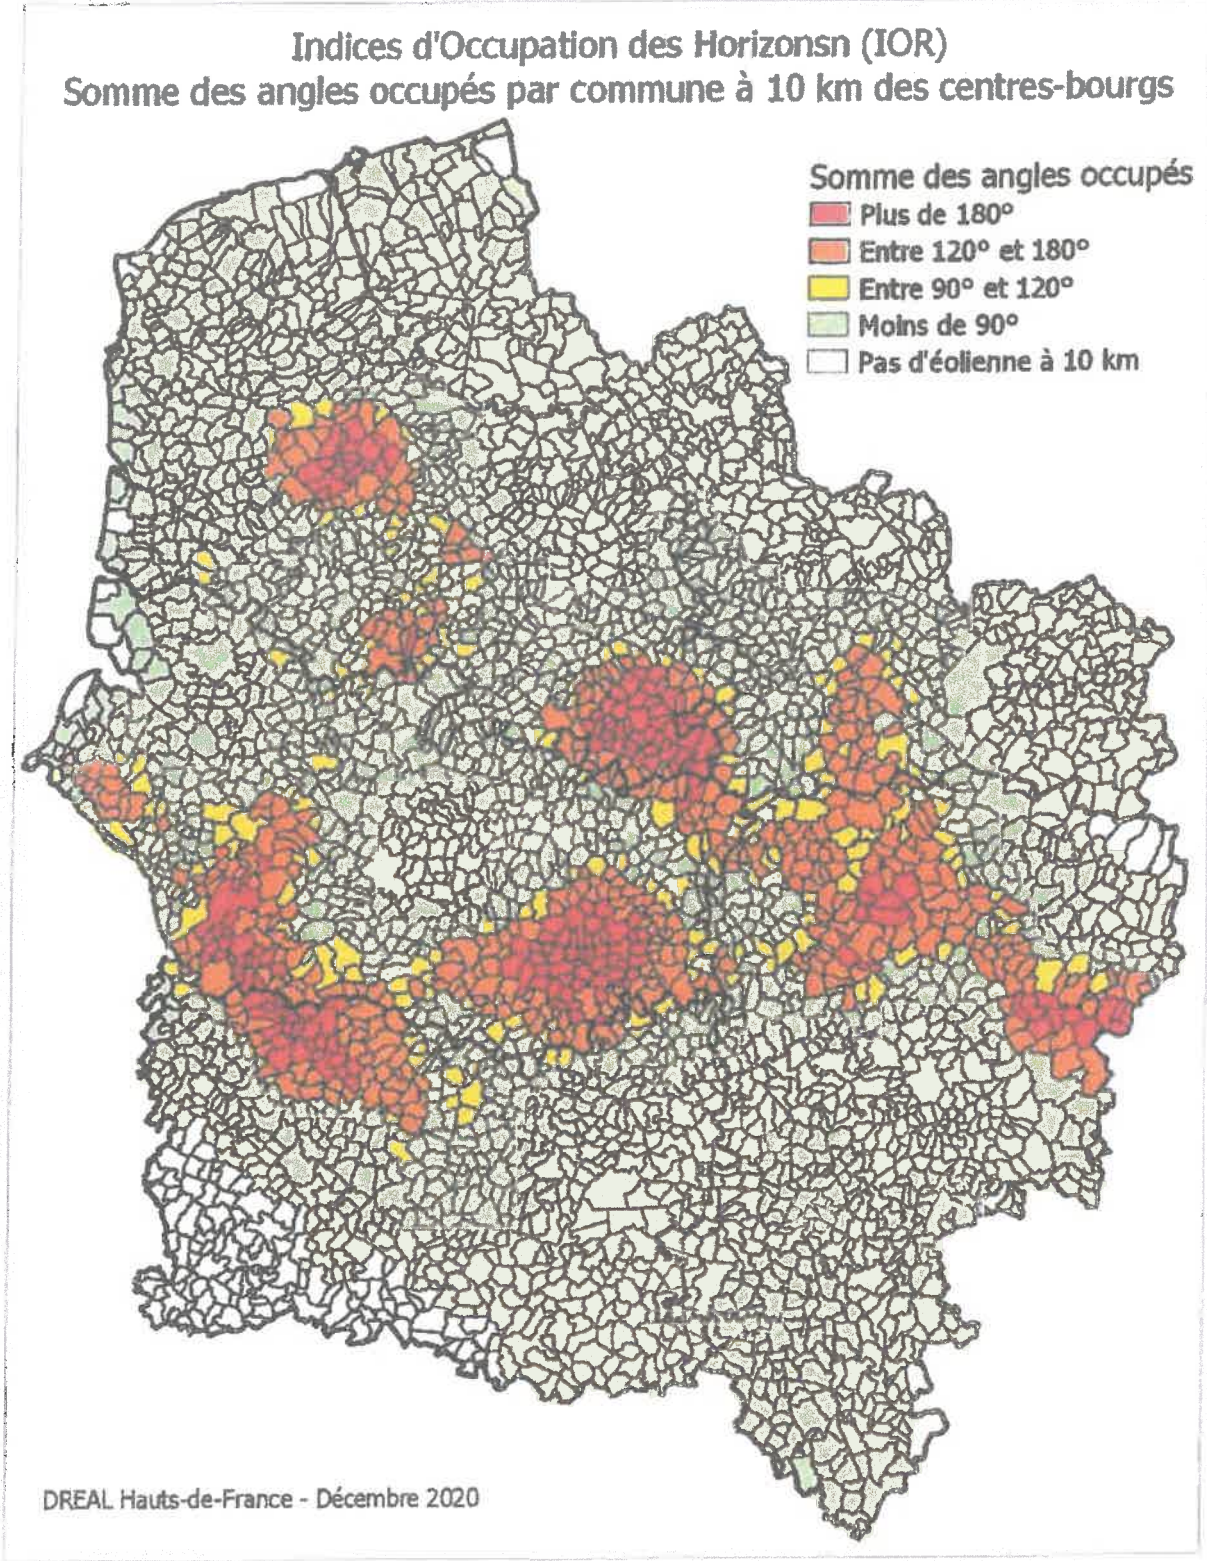 Indices d'Occupation des Horizonsn (IOR)
Somme des angles occupés par commune à 10 km des centres-bourgs
Somme des angles occupés
Plus de 180°
Entre 120° et 180°
Entre 90° et 120°
Moins de 90°
Pas d'éolienne à 10 km
DREAL Hauts-de-France - Décembre 2020